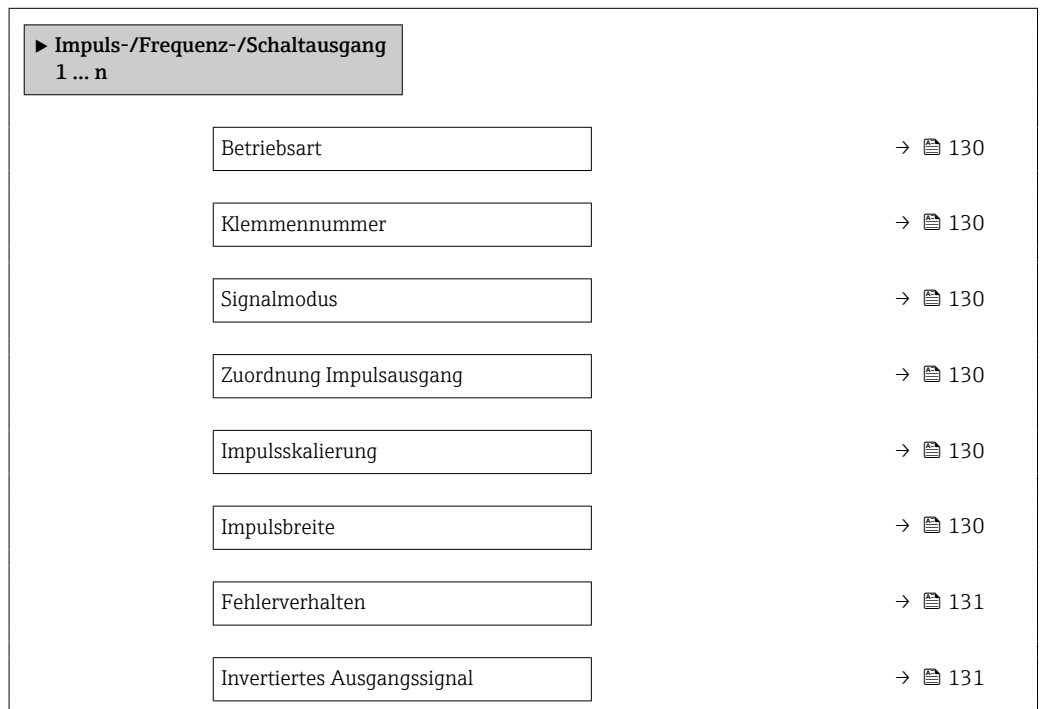 ▶ Impuls-/Frequenz-/Schaltausgang
1 … n
Betriebsart → 130
Klemmennummer → 130
Signalmodus → 130
Zuordnung Impulsausgang → 130
Impulsskalierung → 130
Impulsbreite → 130
Fehlerverhalten → 131
Invertiertes Ausgangssignal → 131